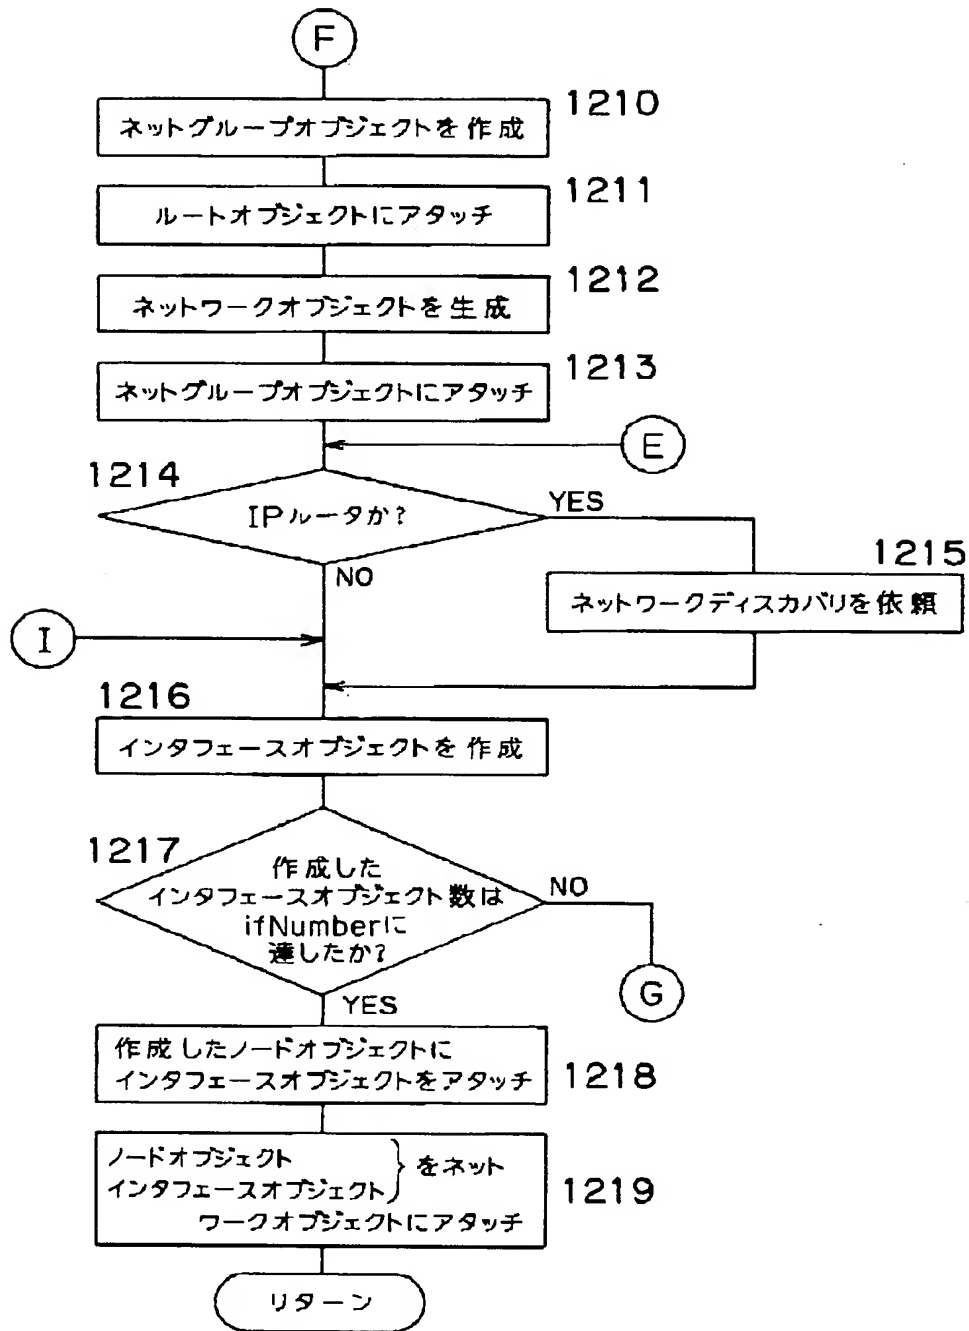 F
1210
ネットグループオブジェクトを作成
1211
ルートオブジェクトにアタッチ
1212
ネットワークオブジェクトを生成
1213
ネットグループオブジェクトにアタッチ
E
1214
IPルータか?
YES
NO
1215
ネットワークディスカバリを依頼
I
1216
インタフェースオブジェクトを作成
1217
作成した
インタフェースオブジェクト数は
ifNumberに
達したか?
NO
G
YES
作成したノードオブジェクトに
インタフェースオブジェクトをアタッチ
1218
ノードオブジェクト
インタフェースオブジェクト
}をネット
ワークオブジェクトにアタッチ
1219
リターン